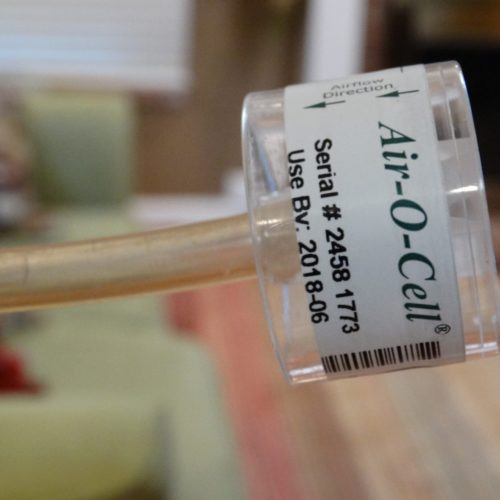 Airflow
Direction
Air-O-Cell®
Serial # 2458 1773
Use By: 2018-06